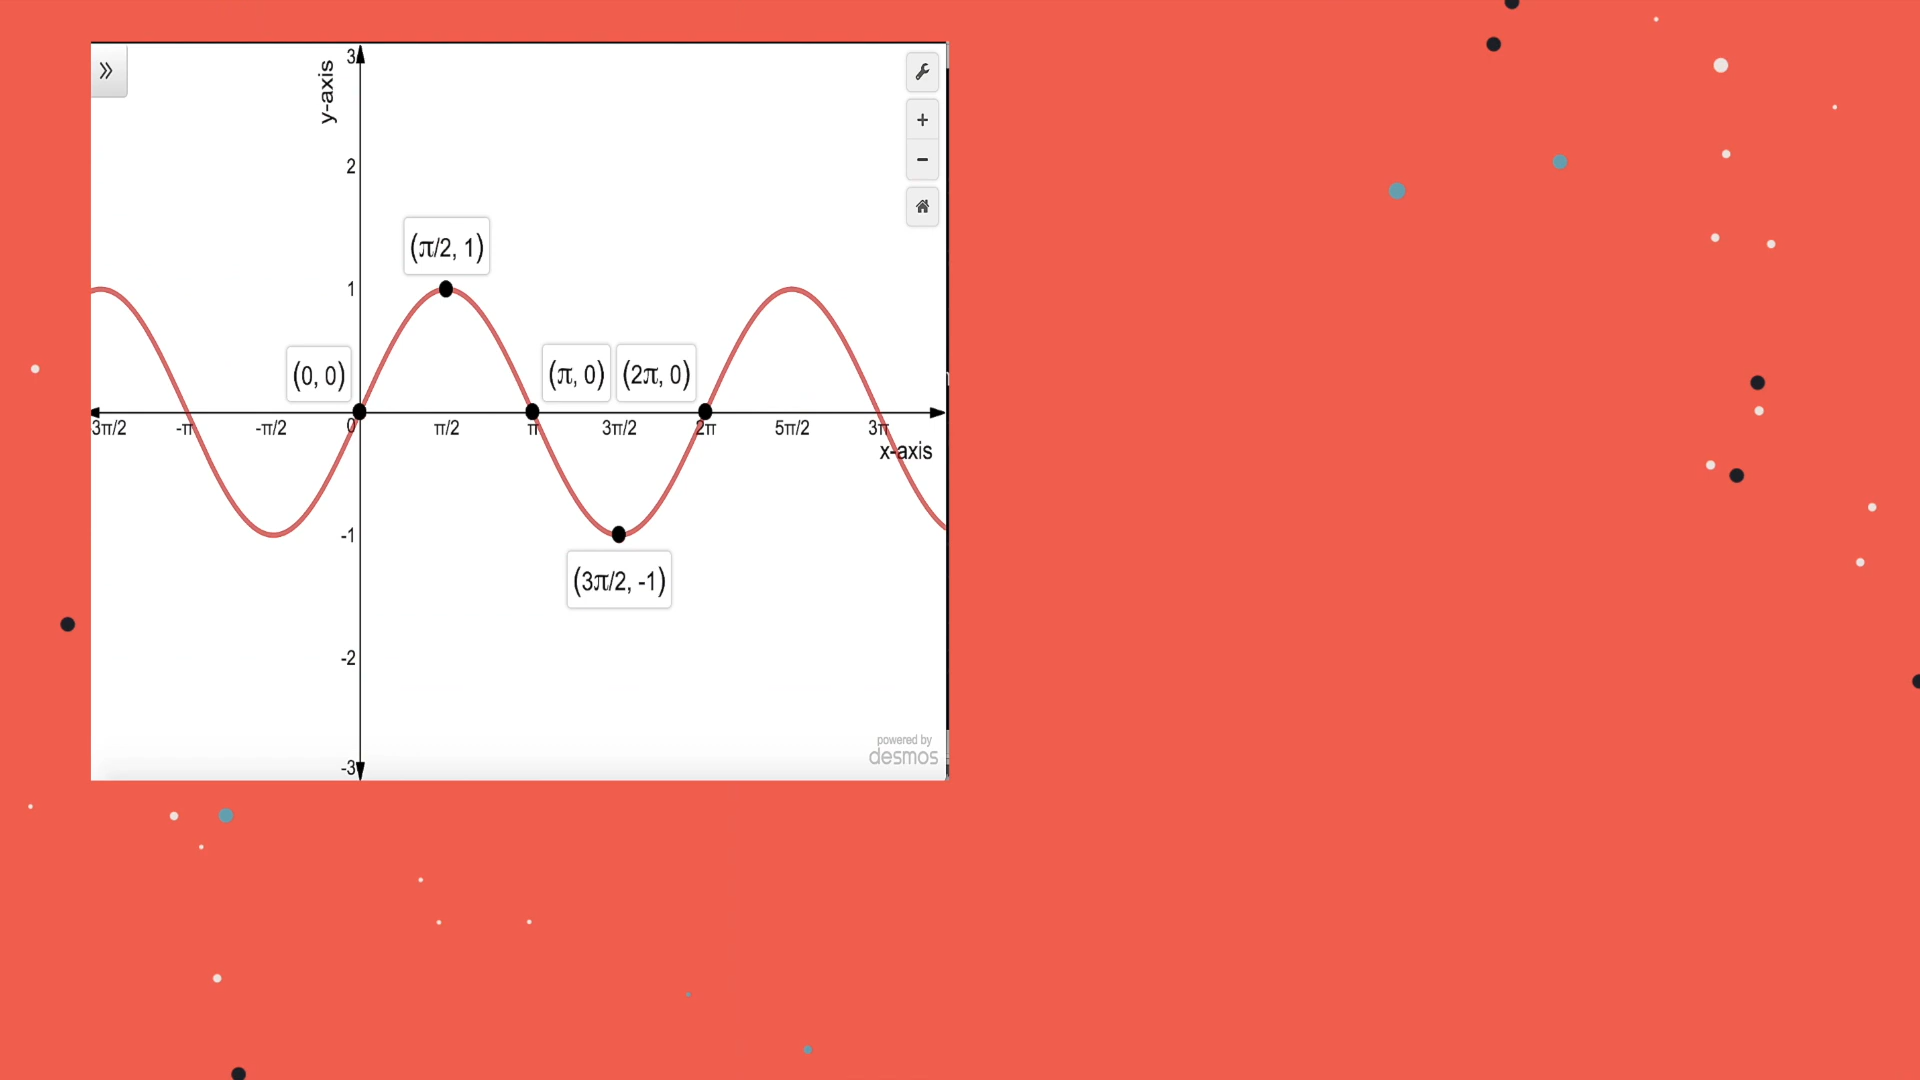 »
3
y-axis
+
2
−
(π/2, 1)
1
(0, 0)
(π, 0)
(2π, 0)
3π/2
-π
-π/2
0
π/2
π
3π/2
2π
5π/2
3π
x-axis
-1
(3π/2, -1)
-2
powered by
desmos
-3